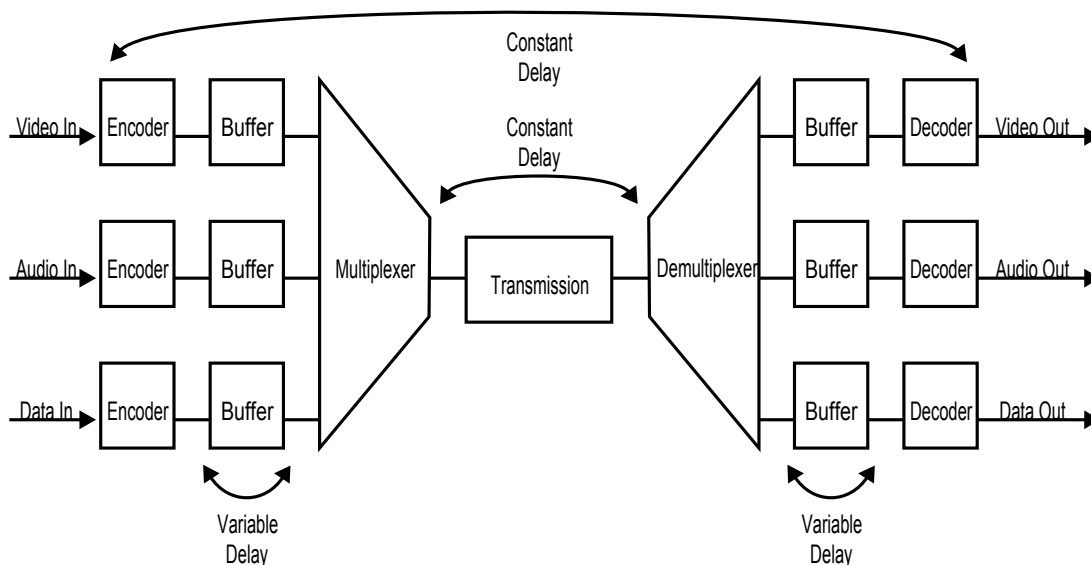 Constant
Delay
Video In
Encoder
Buffer
Constant
Delay
Buffer
Decoder
Video Out
Audio In
Encoder
Buffer
Multiplexer
Transmission
Demultiplexer
Buffer
Decoder
Audio Out
Data In
Encoder
Buffer
Buffer
Decoder
Data Out
Variable
Delay
Variable
Delay